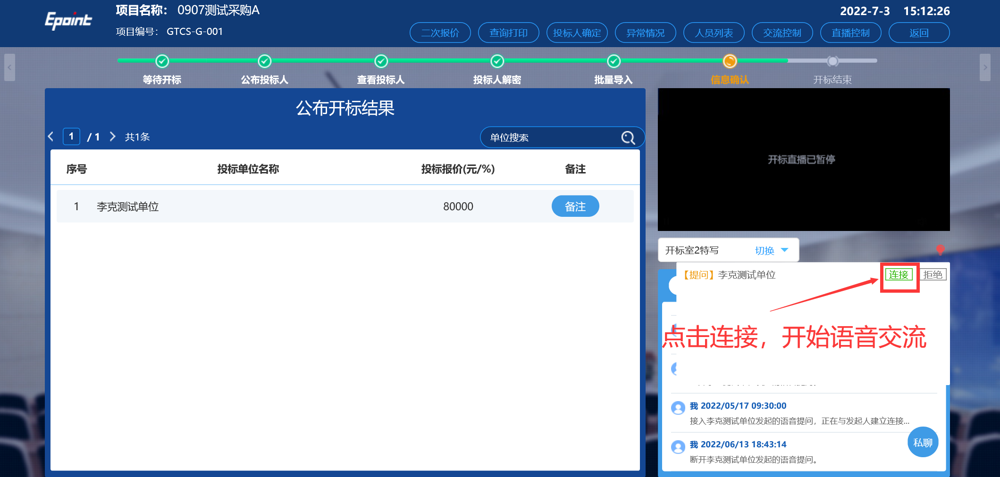 Epoint
项目名称： 0907测试采购A
项目编号： GTCS-G-001
2022-7-3 15:12:26
二次报价 查询打印 投标人确定 异常情况 人员列表 交流控制 直播控制 返回
等待开标 公布投标人 查看投标人 投标人解密 批量导入 信息确认 开标结束
公布开标结果
1 / 1 共1条
单位搜索
序号 投标单位名称 投标报价(元/%) 备注
1 李克测试单位 80000 备注
开标直播已暂停
开标室2特写 切换
【提问】李克测试单位 连接 拒绝
点击连接，开始语音交流
我 2022/05/17 09:30:00
接入李克测试单位发起的语音提问，正在与发起人建立连接...
我 2022/06/13 18:43:14
断开李克测试单位发起的语音提问。
私聊